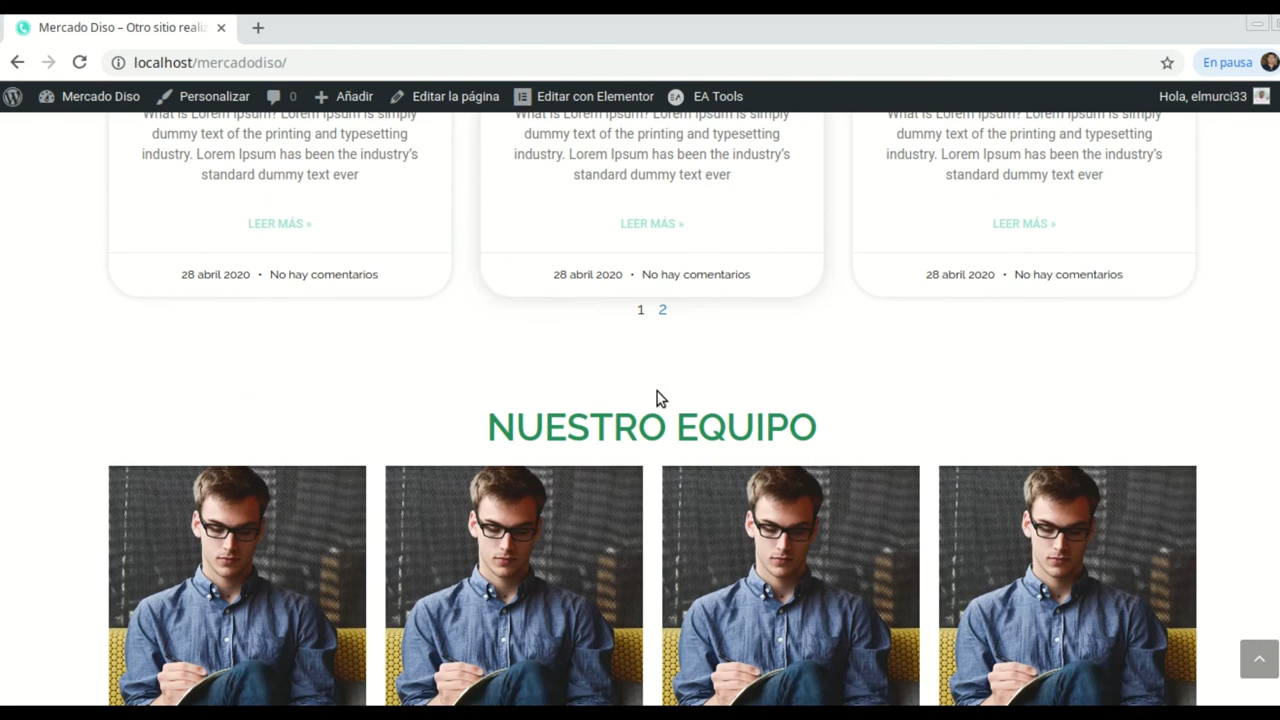 Mercado Diso – Otro sitio realiz
localhost/mercadodiso/
En pausa
Mercado Diso
Personalizar
0
Añadir
Editar la página
Editar con Elementor
EA Tools
Hola, elmurci33
What is Lorem Ipsum? Lorem Ipsum is simply
dummy text of the printing and typesetting
industry. Lorem Ipsum has been the industry’s
standard dummy text ever
LEER MÁS »
28 abril 2020 • No hay comentarios
What is Lorem Ipsum? Lorem Ipsum is simply
dummy text of the printing and typesetting
industry. Lorem Ipsum has been the industry’s
standard dummy text ever
LEER MÁS »
28 abril 2020 • No hay comentarios
What is Lorem Ipsum? Lorem Ipsum is simply
dummy text of the printing and typesetting
industry. Lorem Ipsum has been the industry’s
standard dummy text ever
LEER MÁS »
28 abril 2020 • No hay comentarios
1 2
NUESTRO EQUIPO